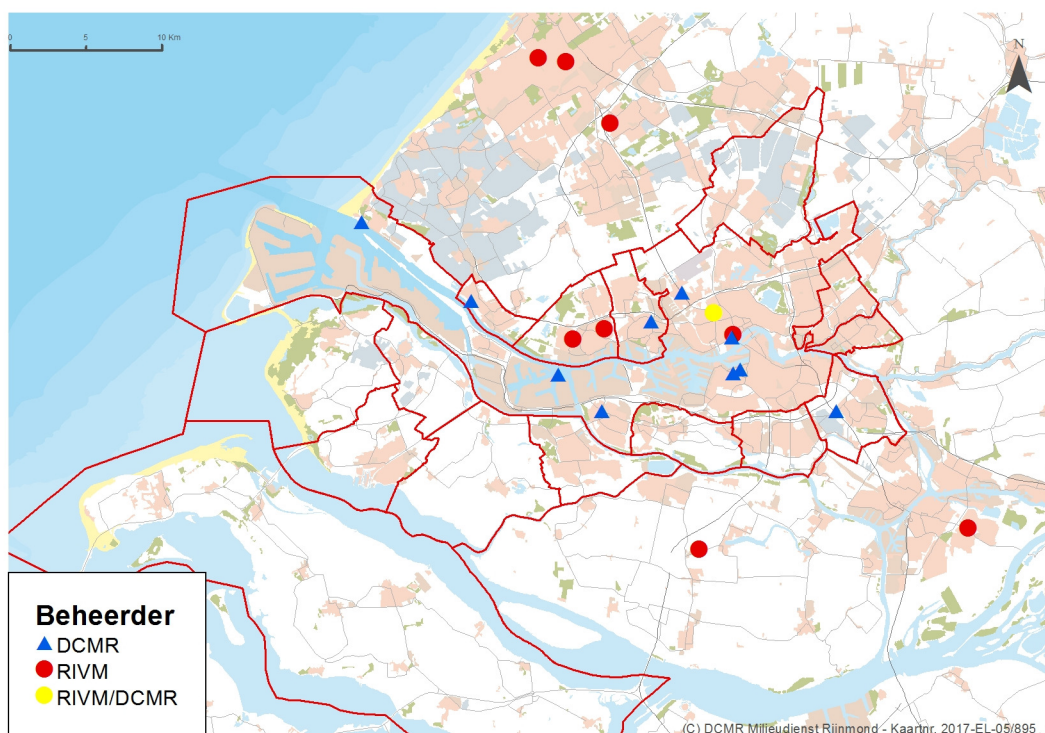 0 5 10 Km
N
Beheerder
DCMR
RIVM
RIVM/DCMR
(C) DCMR Milieudienst Rijnmond - Kaartnr. 2017-EL-05/895